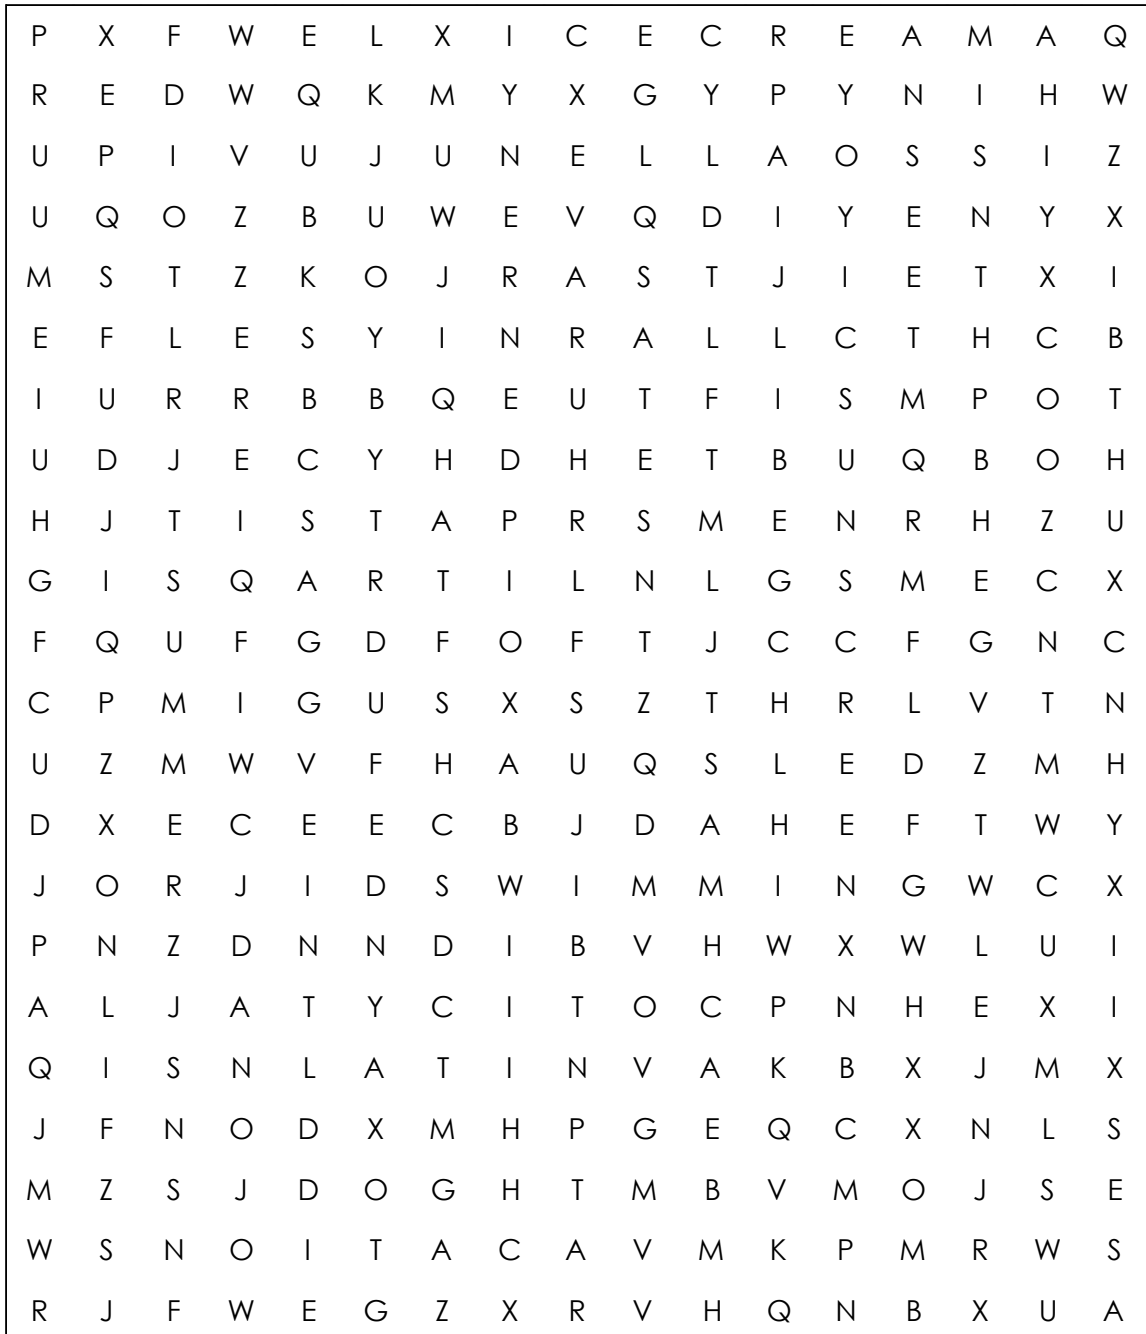 P X F W E L X I C E C R E A M A Q
R E D W Q K M Y X G Y P Y N I H W
U P I V U J U N E L L A O S S I Z
U Q O Z B U W E V Q D I Y E N Y X
M S T Z K O J R A S T J I E T X I
E F L E S Y I N R A L L C T H C B
I U R R B B Q E U T F I S M P O T
U D J E C Y H D H E T B U Q B O H
H J T I S T A P R S M E N R H Z U
G I S Q A R T I L N L G S M E C X
F Q U F G D F O F T J C C F G N C
C P M I G U S X S Z T H R L V T N
U Z M W V F H A U Q S L E D Z M H
D X E C E E C B J D A H E F T W Y
J O R J I D S W I M M I N G W C X
P N Z D N N D I B V H W X W L U I
A L J A T Y C I T O C P N H E X I
Q I S N L A T I N V A K B X J M X
J F N O D X M H P G E Q C X N L S
M Z S J D O G H T M B V M O J S E
W S N O I T A C A V M K P M R W S
R J F W E G Z X R V H Q N B X U A